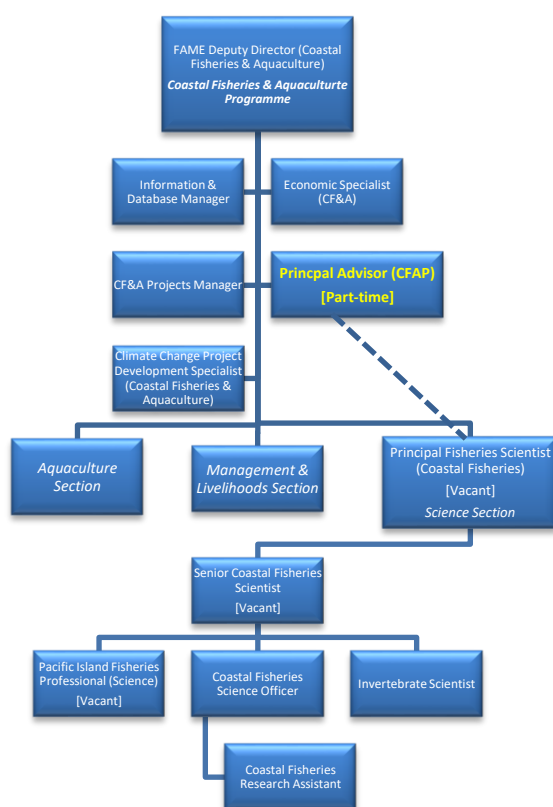 FAME Deputy Director (Coastal
Fisheries & Aquaculture)
Coastal Fisheries & Aquaculturte
Programme
Information &
Database Manager
Economic Specialist
(CF&A)
CF&A Projects Manager
Princpal Advisor (CFAP)
[Part-time]
Climate Change Project
Development Specialist
(Coastal Fisheries &
Aquaculture)
Aquaculture
Section
Management &
Livelihoods Section
Principal Fisheries Scientist
(Coastal Fisheries)
[Vacant]
Science Section
Senior Coastal Fisheries
Scientist
[Vacant]
Pacific Island Fisheries
Professional (Science)
[Vacant]
Coastal Fisheries
Science Officer
Invertebrate Scientist
Coastal Fisheries
Research Assistant